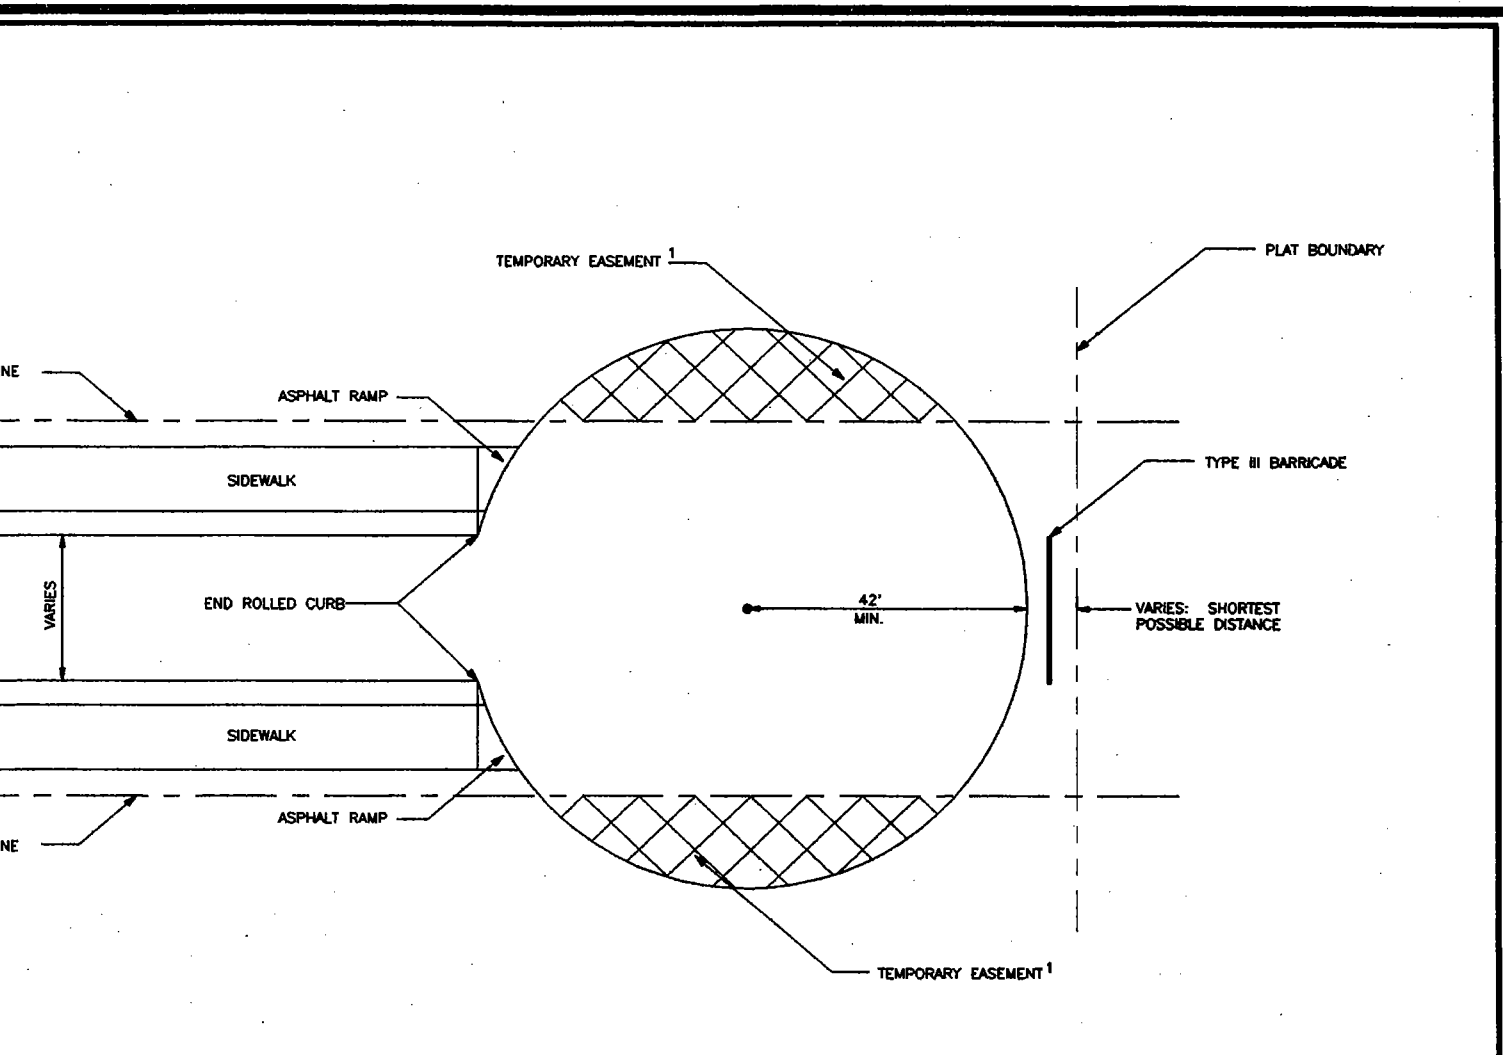 TEMPORARY EASEMENT 1
PLAT BOUNDARY
NE
ASPHALT RAMP
TYPE III BARRICADE
SIDEWALK
VARIES
END ROLLED CURB
42'
MIN.
VARIES: SHORTEST
POSSIBLE DISTANCE
SIDEWALK
ASPHALT RAMP
NE
TEMPORARY EASEMENT 1